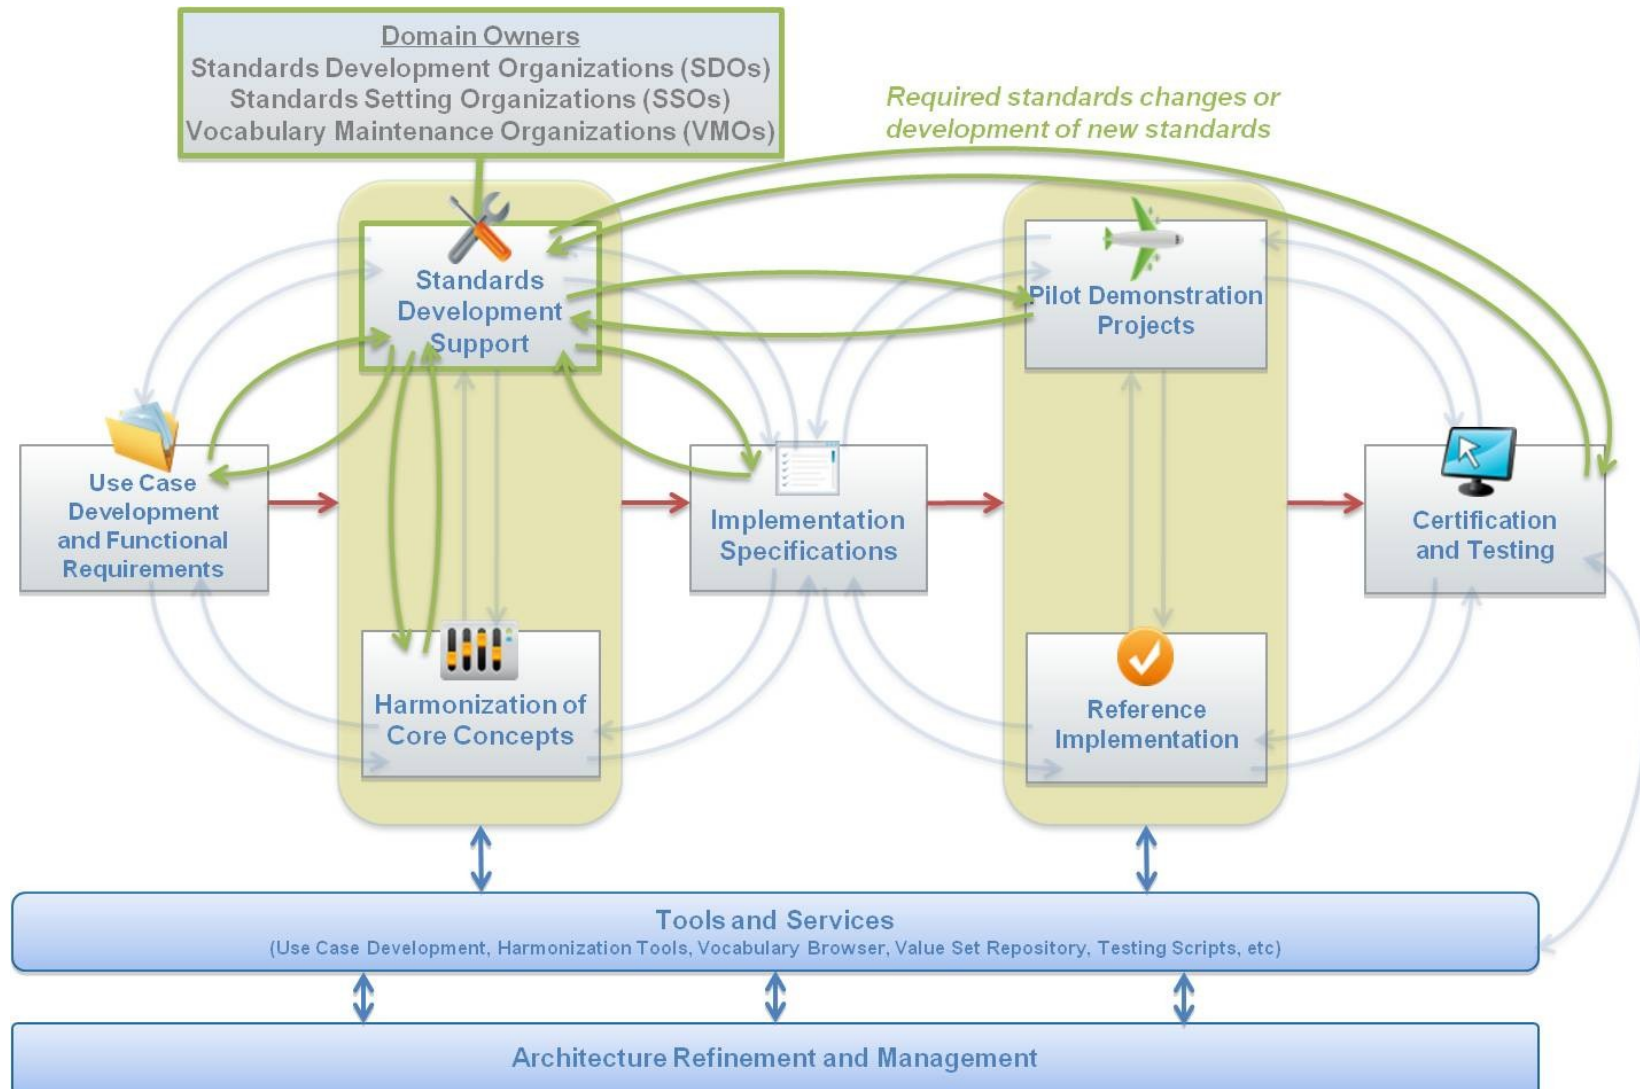 Domain Owners
Standards Development Organizations (SDOs)
Standards Setting Organizations (SSOs)
Vocabulary Maintenance Organizations (VMOs)
Required standards changes or
development of new standards
Standards
Development
Support
Pilot Demonstration
Projects
Use Case
Development
and Functional
Requirements
Implementation
Specifications
Certification
and Testing
Harmonization of
Core Concepts
Reference
Implementation
Tools and Services
(Use Case Development, Harmonization Tools, Vocabulary Browser, Value Set Repository, Testing Scripts, etc)
Architecture Refinement and Management